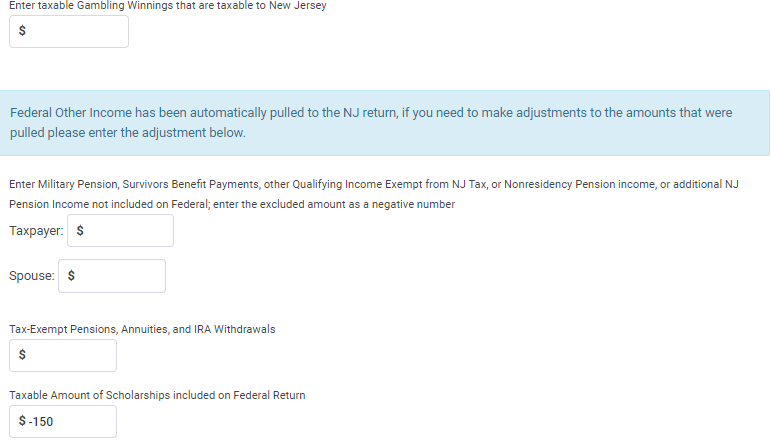 Enter taxable Gambling Winnings that are taxable to New Jersey
$
Federal Other Income has been automatically pulled to the NJ return, if you need to make adjustments to the amounts that were
pulled please enter the adjustment below.
Enter Military Pension, Survivors Benefit Payments, other Qualifying Income Exempt from NJ Tax, or Nonresidency Pension income, or additional NJ
Pension Income not included on Federal; enter the excluded amount as a negative number
Taxpayer: $
Spouse: $
Tax-Exempt Pensions, Annuities, and IRA Withdrawals
$
Taxable Amount of Scholarships included on Federal Return
$ -150